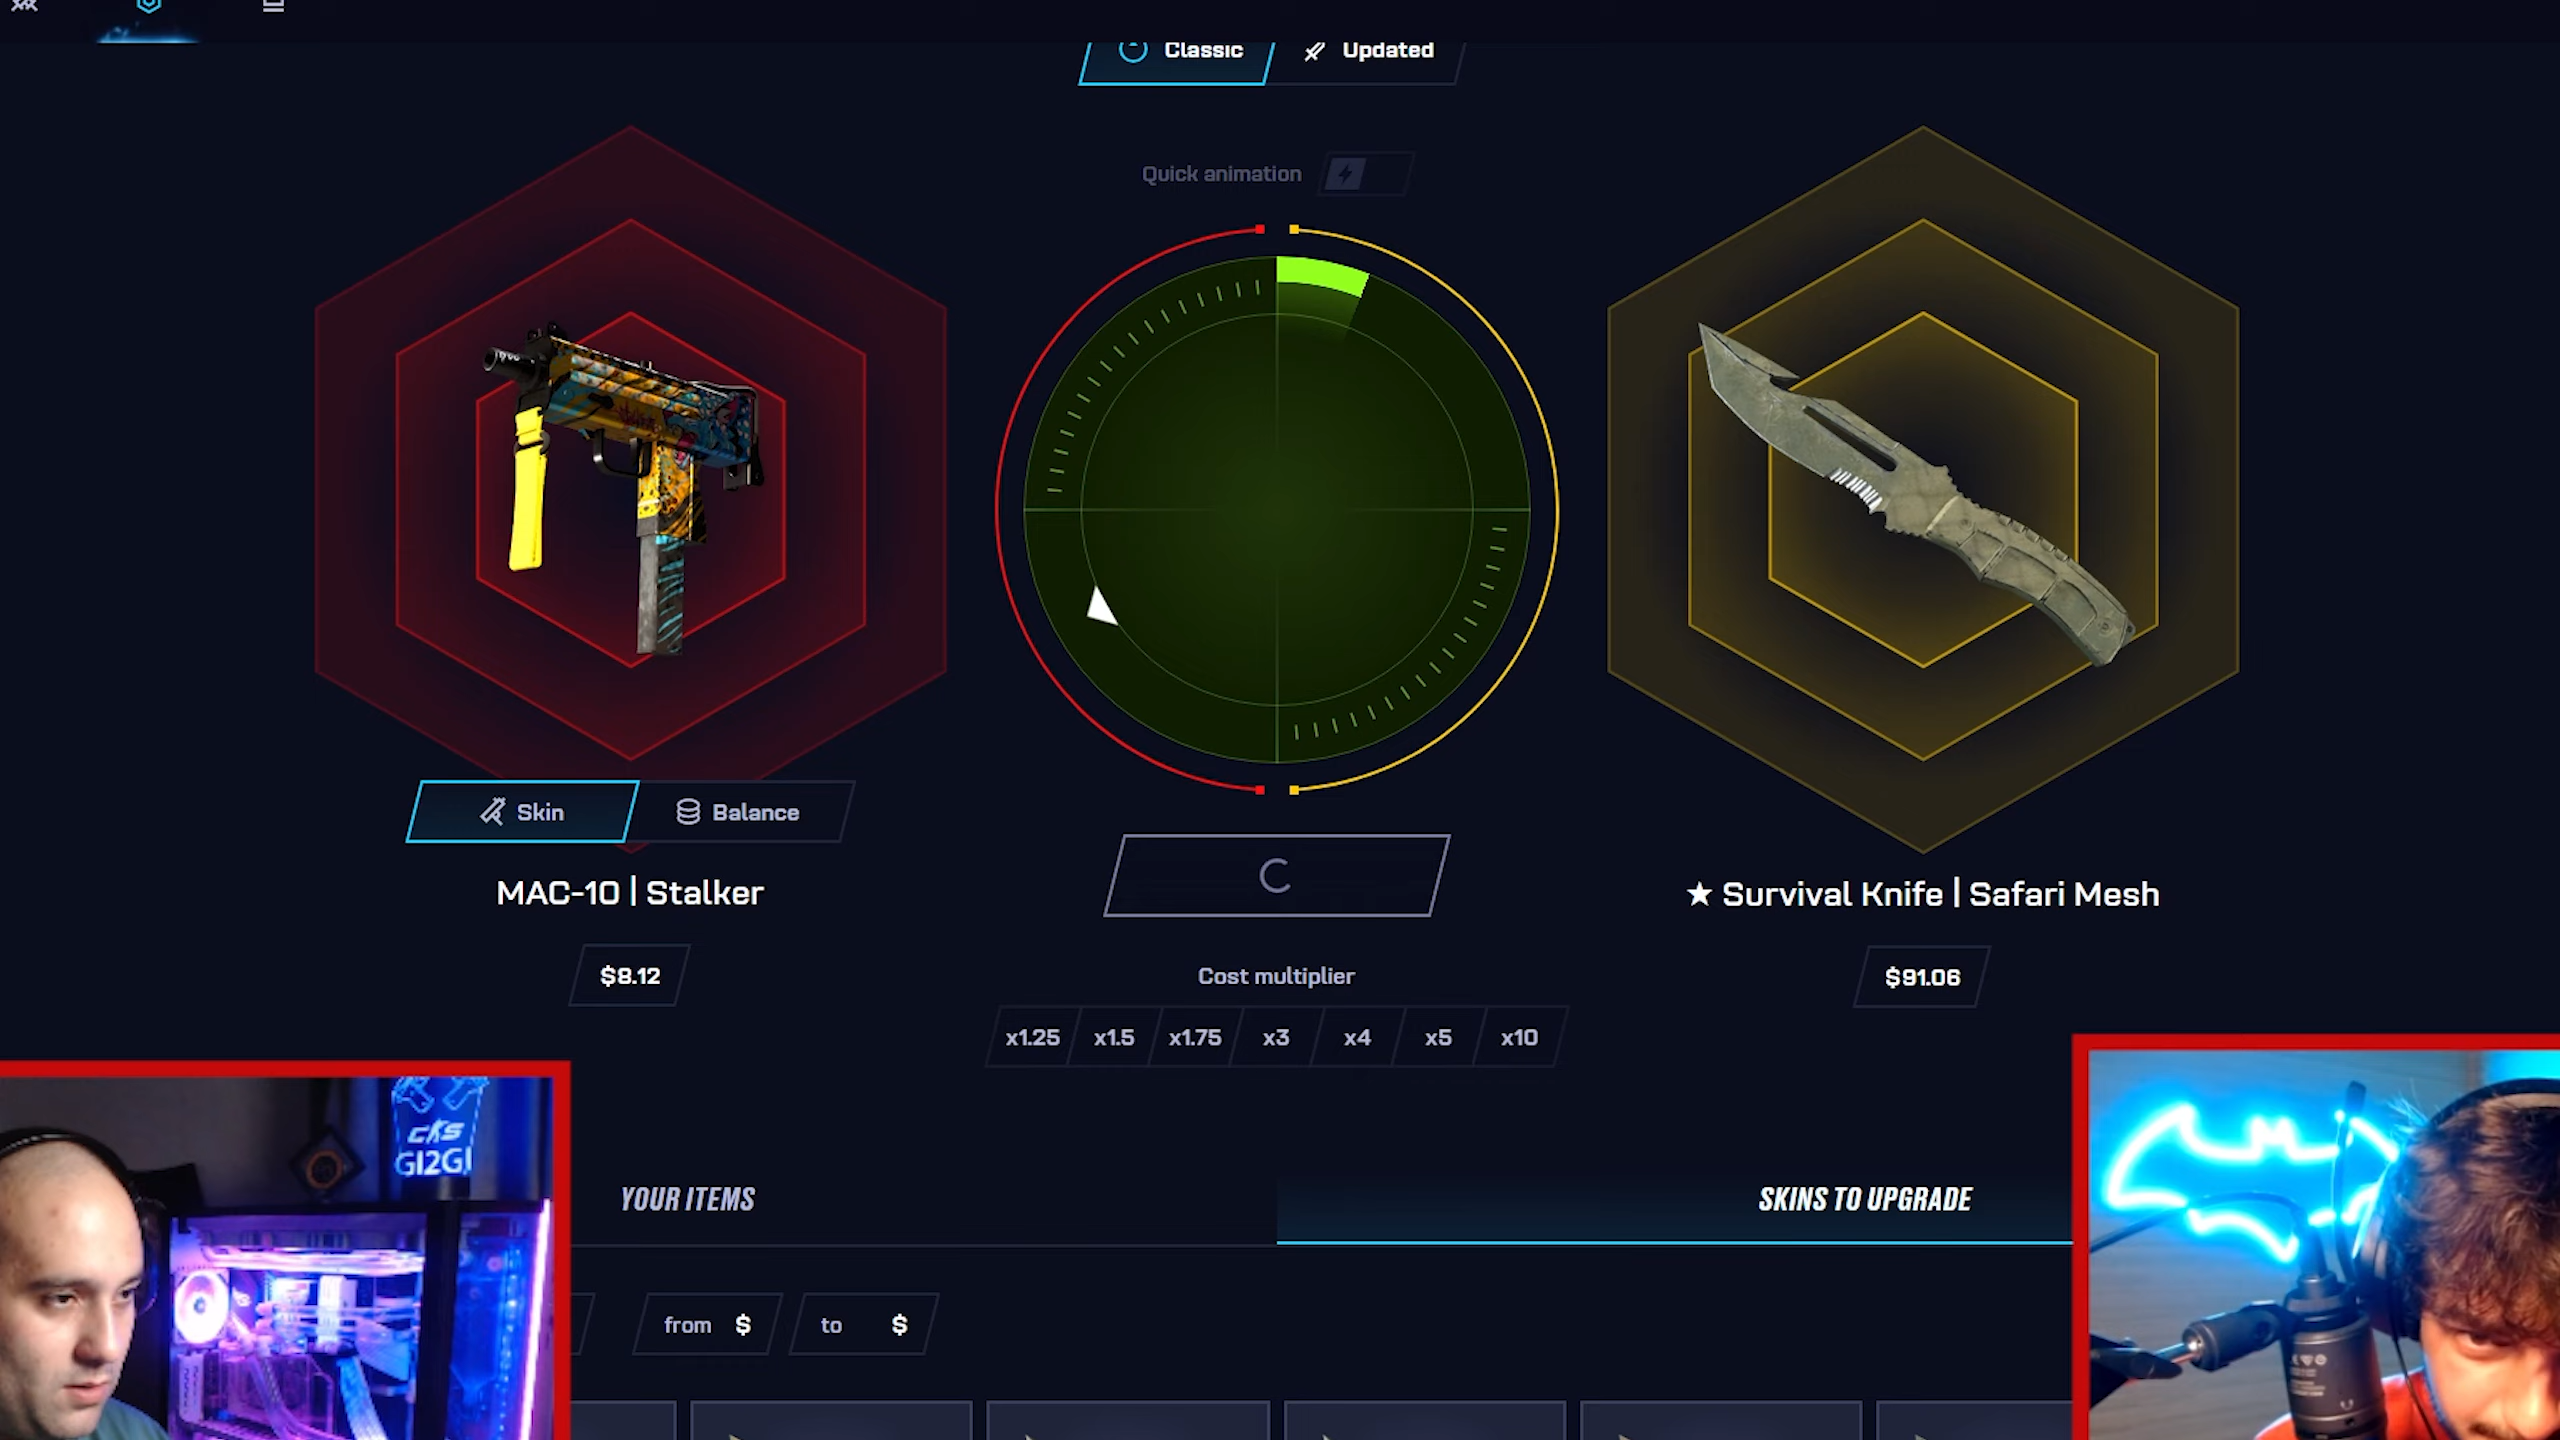 Classic
Updated
Quick animation
Skin
Balance
MAC-10 | Stalker
$8.12
Cost multiplier
x1.25
x1.5
x1.75
x3
x4
x5
x10
★ Survival Knife | Safari Mesh
$91.06
YOUR ITEMS
SKINS TO UPGRADE
from $
to $